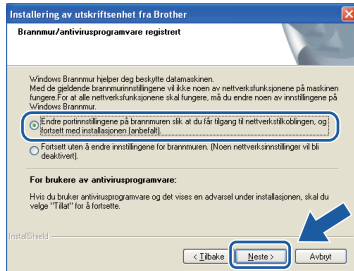 Installering av utskriftsenhet fra Brother
Brannmur/antivirusprogramvare registrert
Windows Brannmur hjelper deg beskytte datamaskinen.
Med de gjeldende brannmurinnstillingene vil ikke noen av nettverksfunksjonene på maskinen
fungere.For at alle nettverksfunksjonene skal fungere, må du endre noen av innstillingene på
Windows Brannmur.
Endre portinnstillingene på brannmuren slik at du får tilgang til nettverkstilkoblingen, og
fortsett med installasjonen (anbefalt).
Fortsett uten å endre innstillingene for brannmuren. (Noen nettverksinnstillinger vil bli
deaktivert).
For brukere av antivirusprogramvare:
Hvis du bruker antivirusprogramvare og det vises en advarsel under installasjonen, skal du
velge "Tillat" for å fortsette.
InstallShield
< Tilbake
Neste >
Avbryt